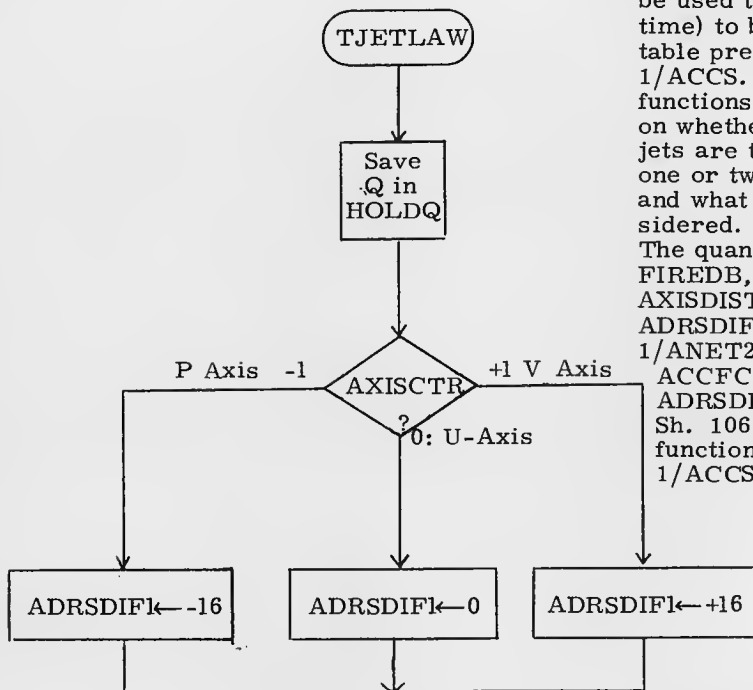 TJETLAW
Save
Q in
HOLDQ
P Axis -1
AXISCTR
?
+1 V Axis
0: U-Axis
ADRSDIF1← -16
ADRSDIF1←0
ADRSDIF1← +16
time) to b
table pre
1/ACCS.
functions
on whethe
jets are t
one or tw
and what
sidered.
The quan
FIREDB,
AXISDIST
ADRSDIF
1/ANET2
ACCFC
ADRSDI
Sh. 106
function
1/ACCS